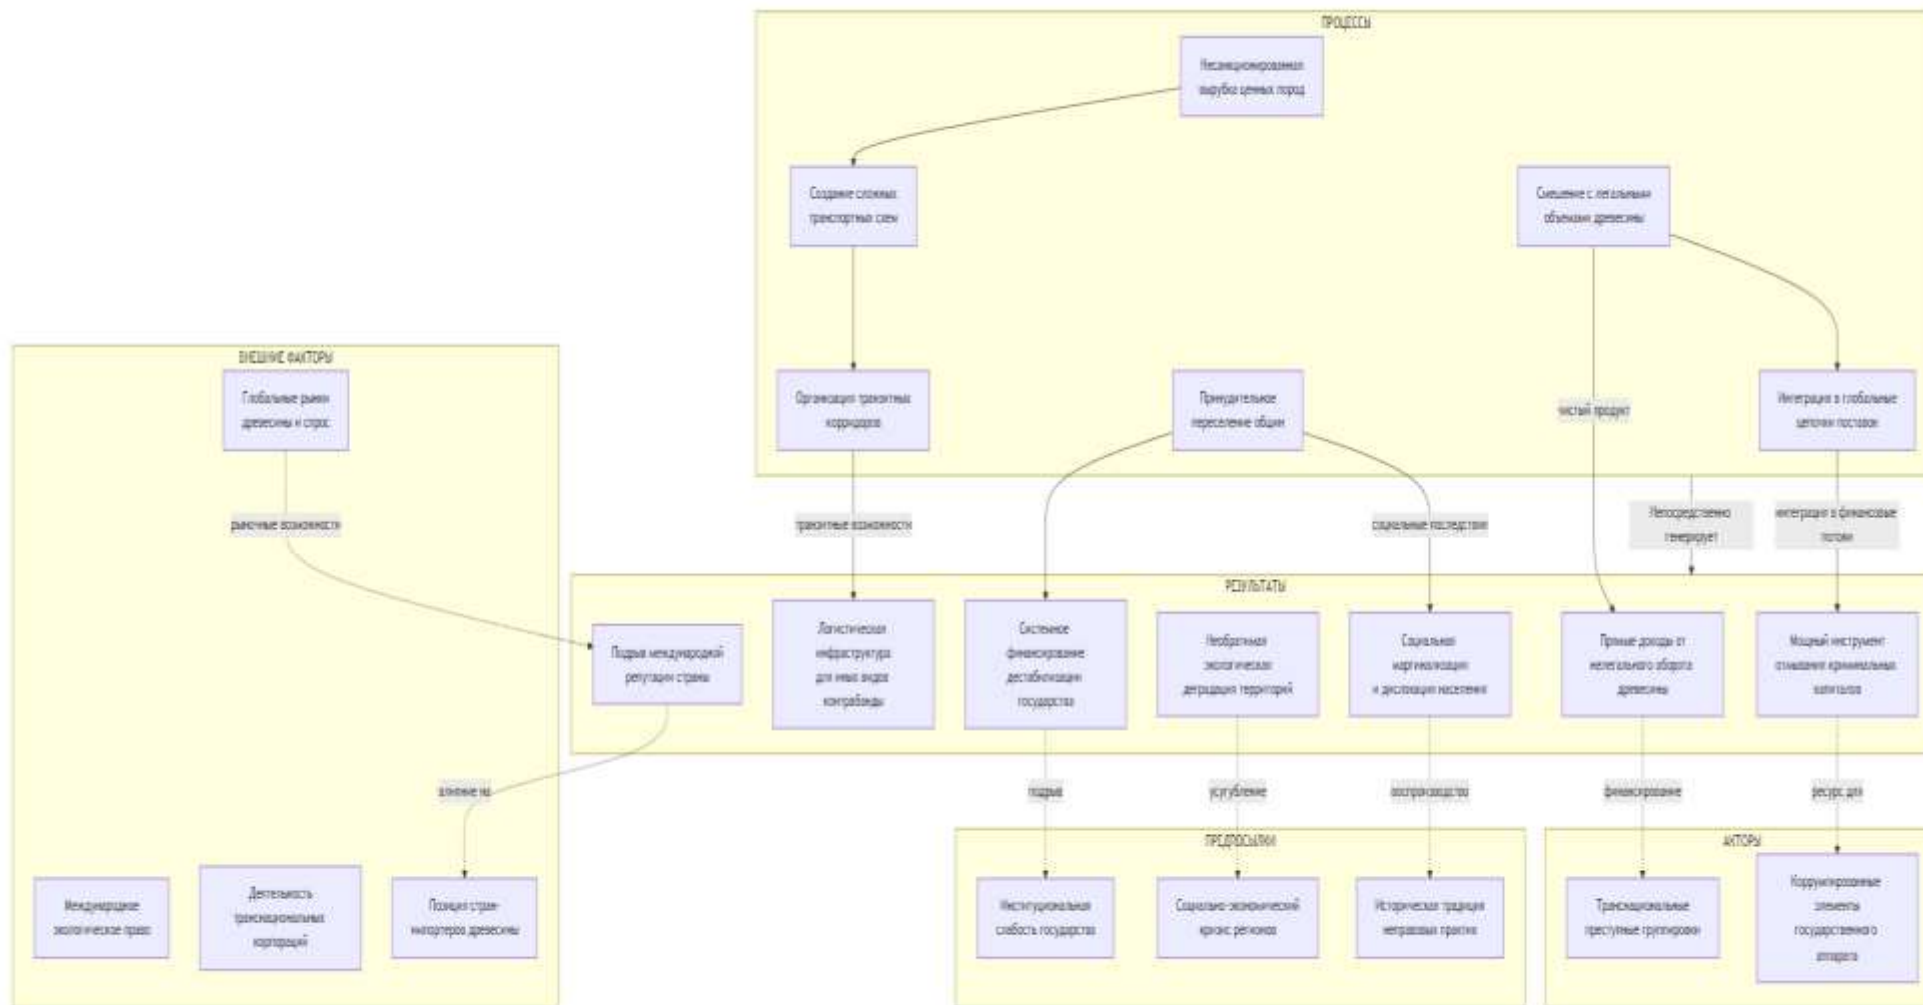 ПРОЦЕССЫ
Несанкционированная
вырубка ценных пород
Создание сложных
транспортных схем
Смешение с легальными
объемами древесины
ВНЕШНИЕ ФАКТОРЫ
Глобальные рынки
древесины и спрос
Организация транзитных
коридоров
Принудительное
переселение общин
чистый продукт
Интеграция в глобальные
цепочки поставок
рыночные возможности
транзитные возможности
социальные последствия
Непосредственно
генерирует
интеграция в финансовые
потоки
РЕЗУЛЬТАТЫ
Подрыв международной
репутации страны
Логистическая
инфраструктура
для иных видов
контрабанды
Системное
финансирование
дестабилизации
государства
Необратимая
экологическая
деградация территорий
Социальная
маргинализация
и дислокация населения
Прямые доходы от
нелегального оборота
древесины
Мощный инструмент
отмывания криминальных
капиталов
влияние на
подрыв
усугубление
воспроизводство
финансирование
ресурс для
ПРЕДПОСЫЛКИ
АКТОРЫ
Международное
экологическое право
Деятельность
транснациональных
корпораций
Позиция стран-
импортеров древесины
Институциональная
слабость государства
Социально-экономический
кризис регионов
Историческая традиция
неправовых практик
Транснациональные
преступные группировки
Коррумпированные
элементы
государственного
аппарата